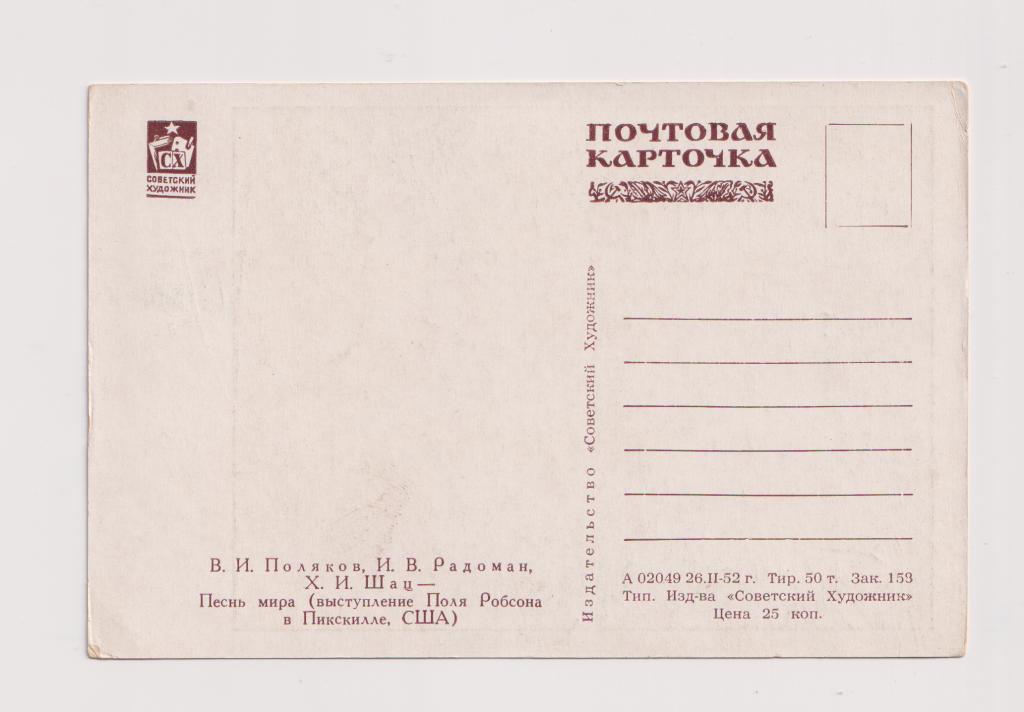 СХ
СОВЕТСКИЙ
ХУДОЖНИК
ПОЧТОВАЯ
КАРТОЧКА
В. И. Поляков, И. В. Радоман,
Х. И. Шац —
Песнь мира (выступление Поля Робсона
в Пикскилле, США)
Издательство «Советский Художник»
А 02049 26.II-52 г. Тир. 50 т. Зак. 153
Тип. Изд-ва «Советский Художник»
Цена 25 коп.